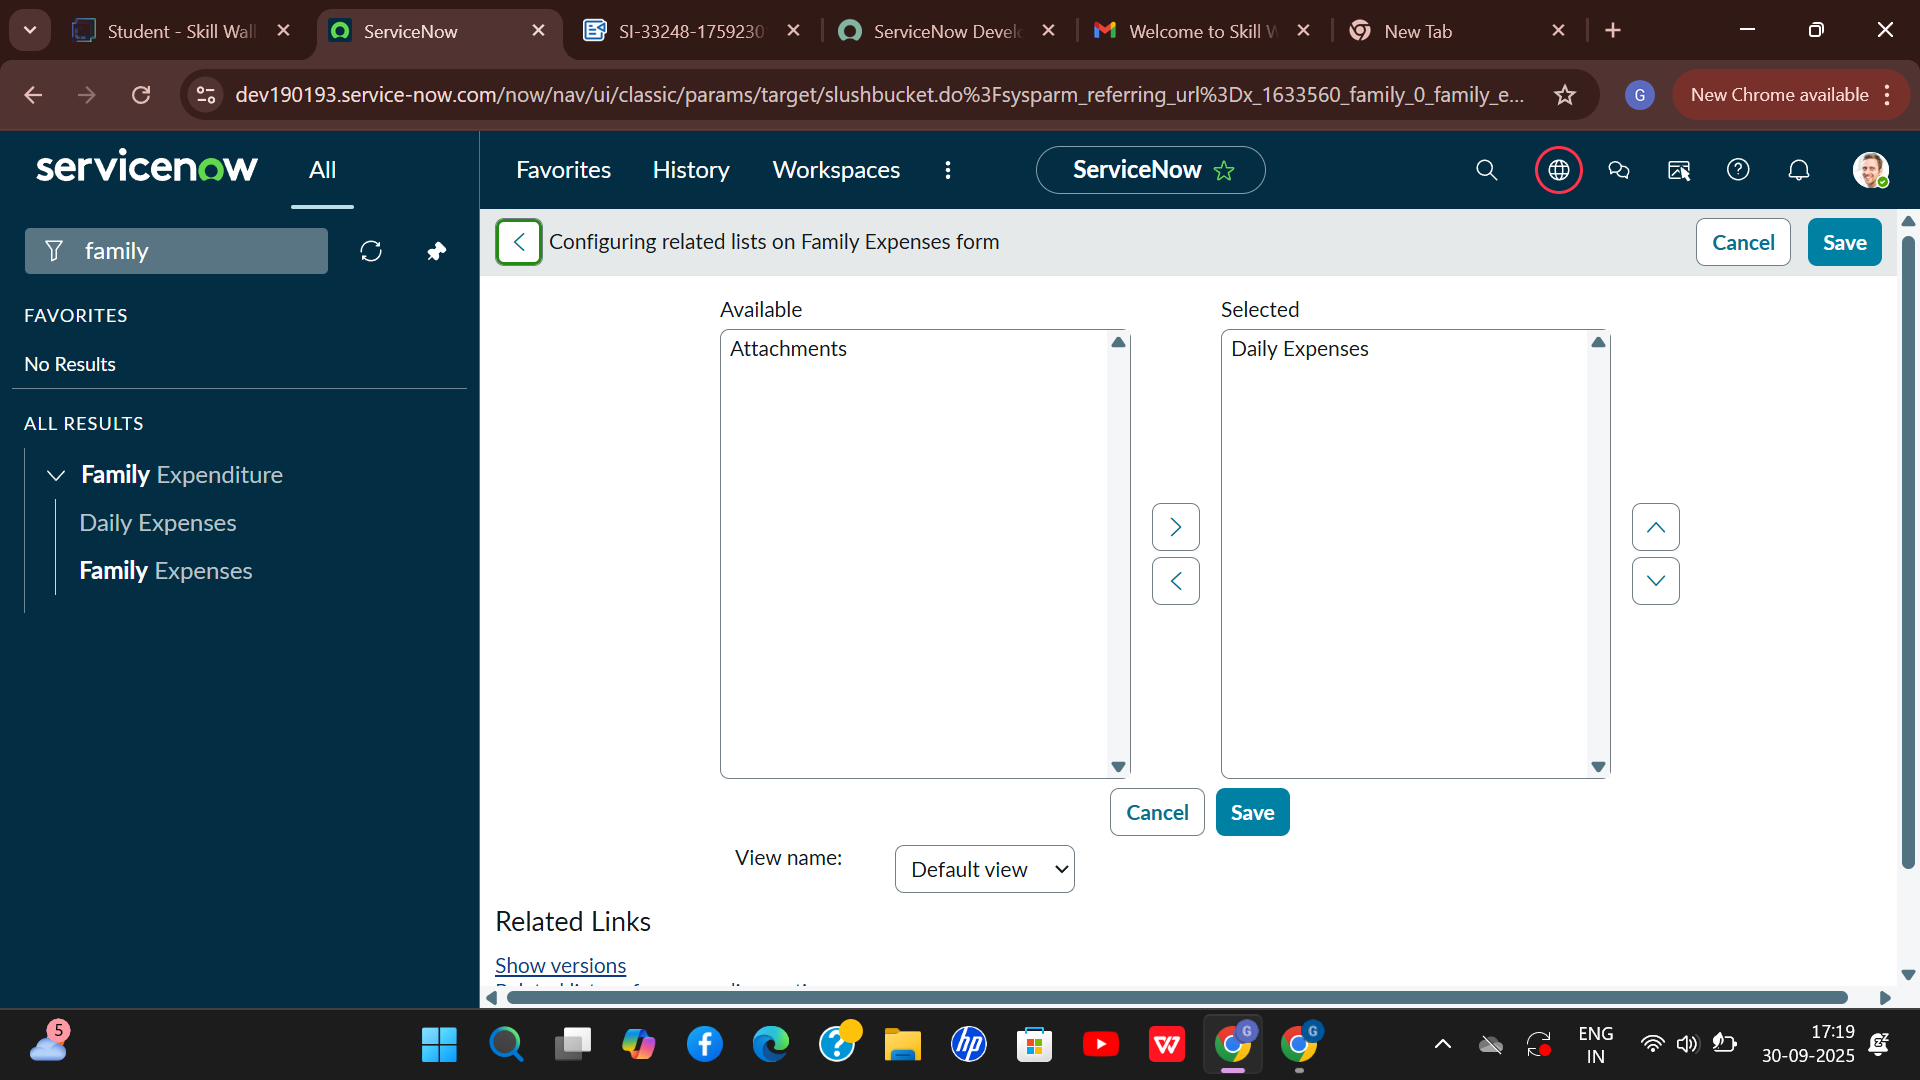 Student - Skill Wall
ServiceNow
SI-33248-1759230
ServiceNow Devel
Welcome to Skill W
New Tab
dev190193.service-now.com/now/nav/ui/classic/params/target/slushbucket.do%3Fsysparm_referring_url%3Dx_1633560_family_0_family_e...
G
New Chrome available
servicenow
All
Favorites
History
Workspaces
ServiceNow
family
Configuring related lists on Family Expenses form
Cancel
Save
FAVORITES
No Results
ALL RESULTS
Family Expenditure
Daily Expenses
Family Expenses
Available
Selected
Attachments
Daily Expenses
Cancel
Save
View name:
Default view
Related Links
Show versions
5
hp
G
G
ENG
IN
17:19
30-09-2025